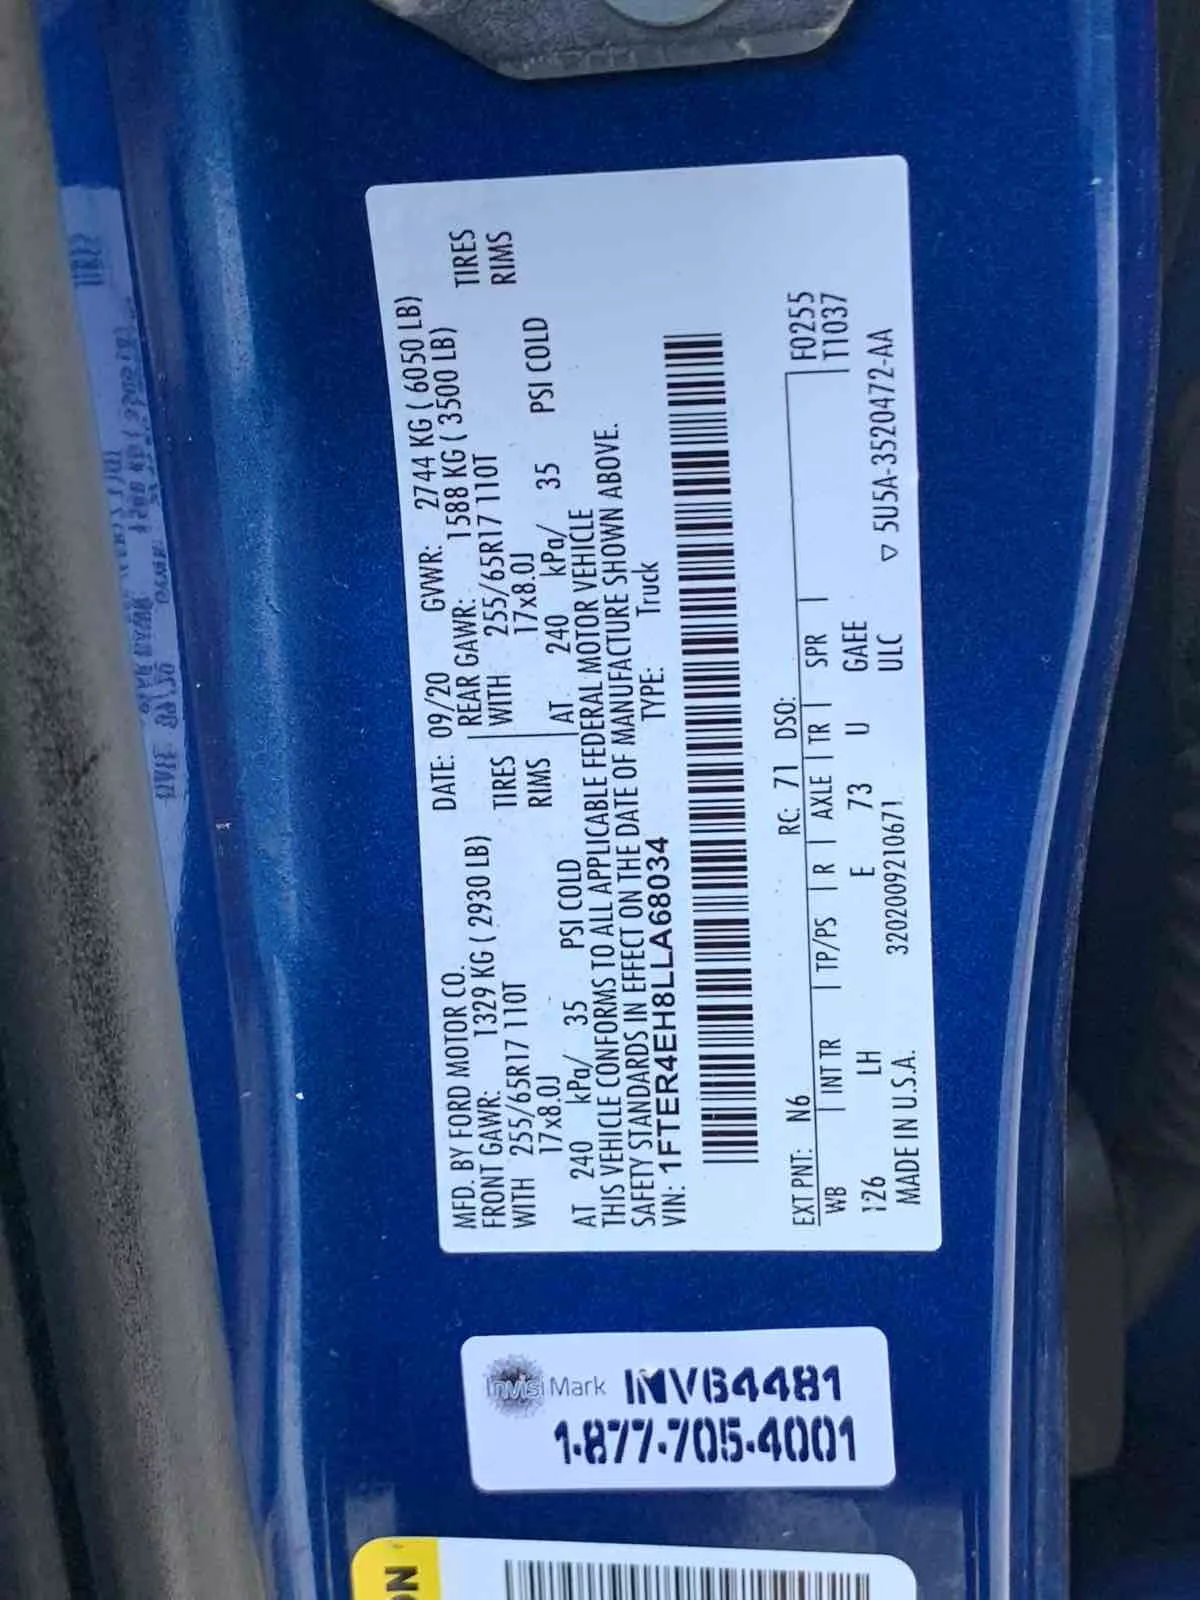 MFD. BY FORD MOTOR CO. DATE: 09/20 GVWR: 2744 KG ( 6050 LB)
FRONT GAWR: 1329 KG ( 2930 LB) REAR GAWR: 1588 KG ( 3500 LB)
WITH 255/65R17 110T TIRES WITH 255/65R17 110T TIRES
17x8.0J RIMS 17x8.0J RIMS
AT 240 kPa/ 35 PSI COLD AT 240 kPa/ 35 PSI COLD
THIS VEHICLE CONFORMS TO ALL APPLICABLE FEDERAL MOTOR VEHICLE
SAFETY STANDARDS IN EFFECT ON THE DATE OF MANUFACTURE SHOWN ABOVE.
VIN: 1FTER4EH8LLA68034 TYPE: Truck
EXT PNT: N6 RC: 71 DSO: F0255
WB INT TR TP/PS R AXLE TR SPR T1037
126 LH E 73 U GAEE
MADE IN U.S.A. 3202009210671 ULC ▽ 5U5A-3520472-AA
InvisiMark INV64481
1-877-705-4001
ON